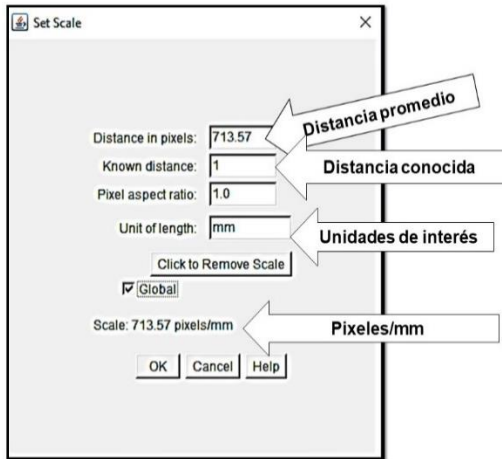 Set Scale
Distance in pixels: 713.57
Distancia promedio
Known distance: 1
Distancia conocida
Pixel aspect ratio: 1.0
Unit of length: mm
Unidades de interés
Click to Remove Scale
Global
Scale: 713.57 pixels/mm
Pixeles/mm
OK Cancel Help